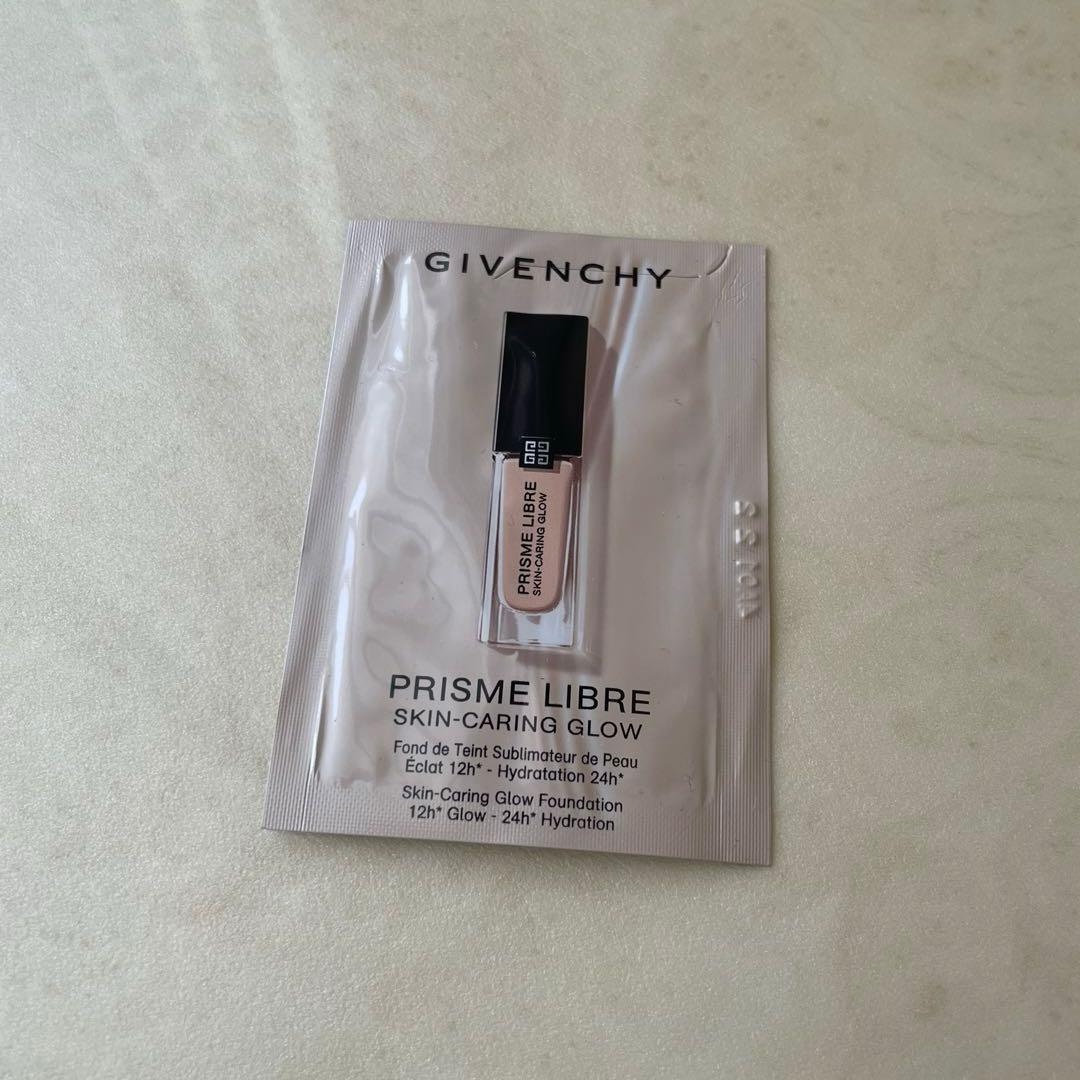 GIVENCHY
PRISME LIBRE
SKIN-CARING GLOW
PRISME LIBRE
SKIN-CARING GLOW
Fond de Teint Sublimateur de Peau
Éclat 12h* - Hydratation 24h*
Skin-Caring Glow Foundation
12h* Glow - 24h* Hydration